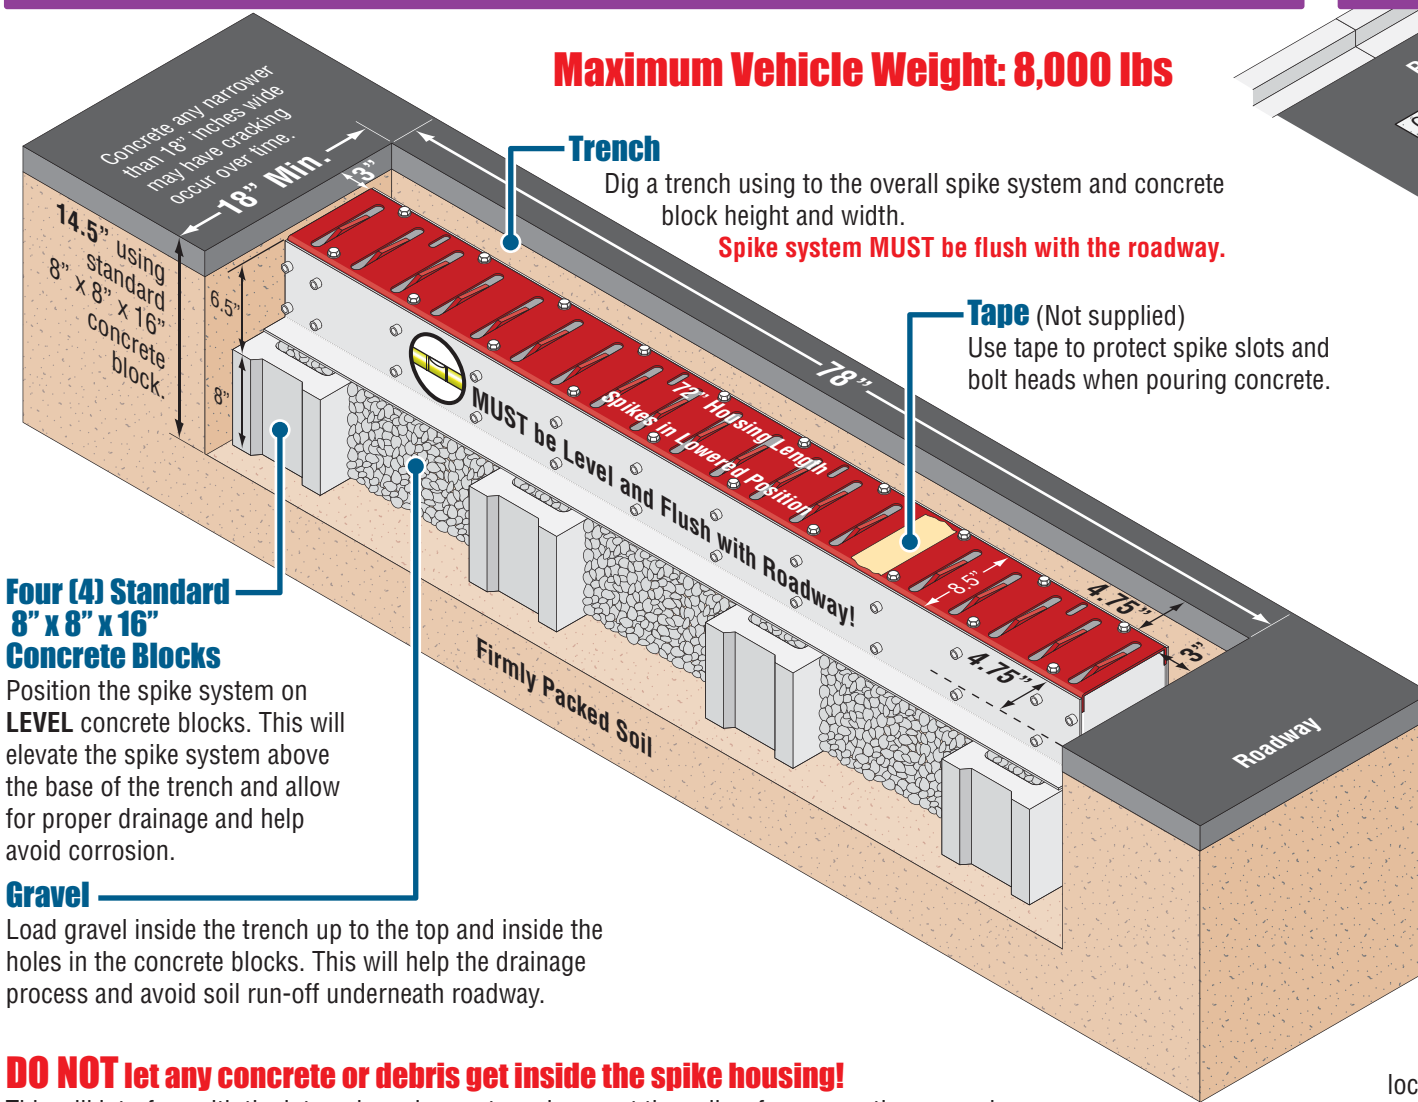 Maximum Vehicle Weight: 8,000 lbs
Concrete any narrower
than 18” inches wide
may have cracking
occur over time.
18” Min.
3”
Trench
Dig a trench using to the overall spike system and concrete
block height and width.
Spike system MUST be flush with the roadway.
14.5” using
standard
8” x 8” x 16”
concrete
block.
6.5”
8”
Tape (Not supplied)
Use tape to protect spike slots and
bolt heads when pouring concrete.
78”
72” Housing Length
Spikes in Lowered Position
MUST be Level and Flush with Roadway!
8.5”
4.75”
3”
4.75”
Roadway
Firmly Packed Soil
Four (4) Standard
8” x 8” x 16”
Concrete Blocks
Position the spike system on
LEVEL concrete blocks. This will
elevate the spike system above
the base of the trench and allow
for proper drainage and help
avoid corrosion.
Gravel
Load gravel inside the trench up to the top and inside the
holes in the concrete blocks. This will help the drainage
process and avoid soil run-off underneath roadway.
DO NOT let any concrete or debris get inside the spike housing!
loc